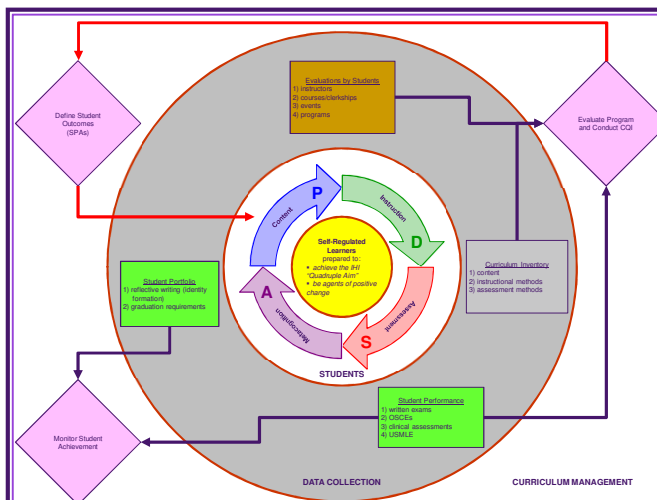 Evaluations by Students
1) instructors
2) courses/clerkships
3) events
4) programs
Define Student
Outcomes
(SPAs)
Evaluate Program
and Conduct CQI
P
Content
Instruction
D
Self-Regulated
Learners
prepared to:
• achieve the IHI
“Quadruple Aim”
• be agents of positive
change
A
Metacognition
Assessment
S
STUDENTS
Curriculum Inventory
1) content
2) instructional methods
3) assessment methods
Student Portfolio
1) reflective writing (identity
formation)
2) graduation requirements
Student Performance
1) written exams
2) OSCEs
3) clinical assessments
4) USMLE
Monitor Student
Achievement
DATA COLLECTION
CURRICULUM MANAGEMENT